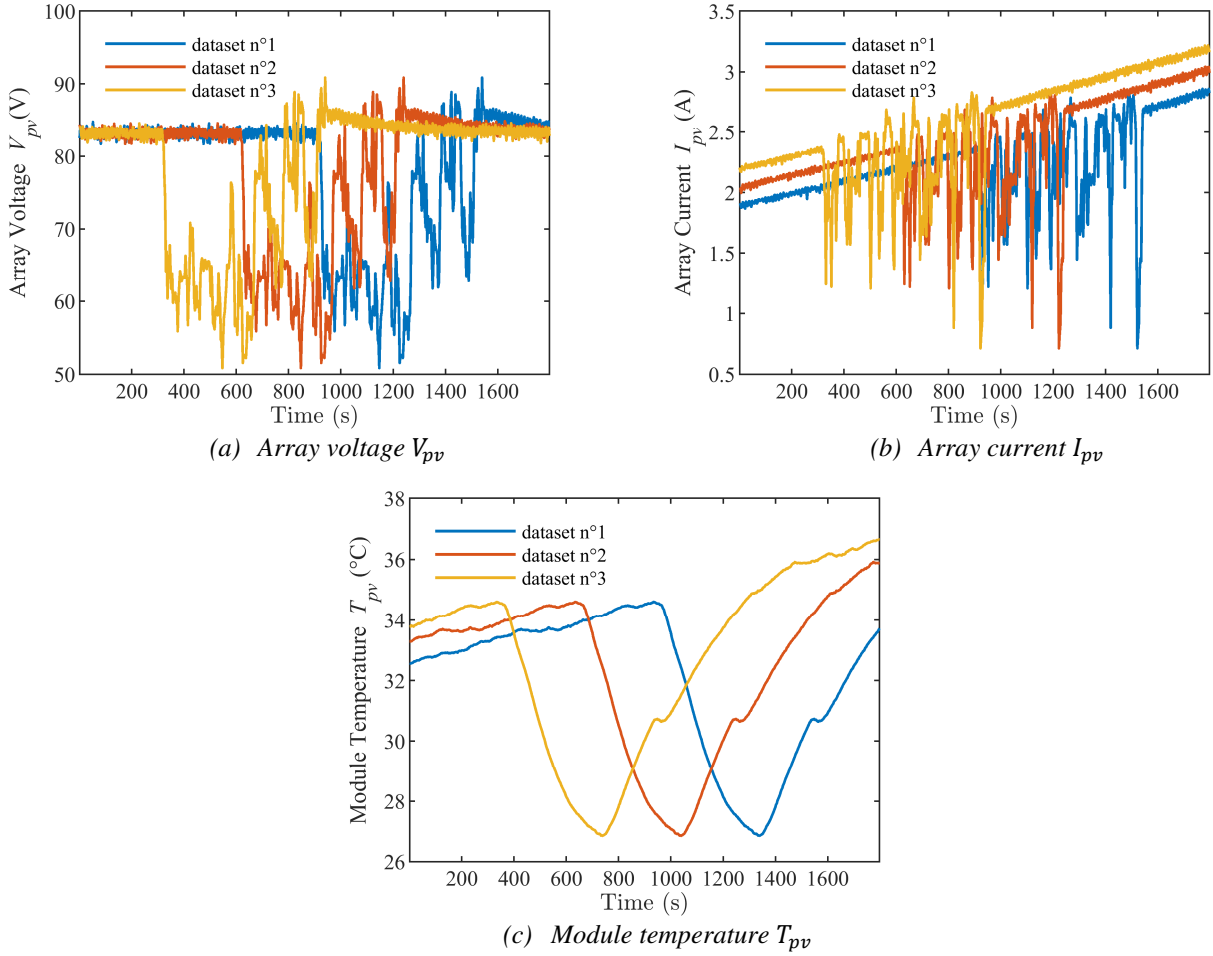 100
90
80
70
60
50
Array Voltage V_pv (V)
dataset n°1
dataset n°2
dataset n°3
200 400 600 800 1000 1200 1400 1600
Time (s)
(a) Array voltage V_pv
3.5
3
2.5
2
1.5
1
0.5
Array Current I_pv (A)
dataset n°1
dataset n°2
dataset n°3
200 400 600 800 1000 1200 1400 1600
Time (s)
(b) Array current I_pv
38
36
34
32
30
28
26
Module Temperature T_pv (°C)
dataset n°1
dataset n°2
dataset n°3
200 400 600 800 1000 1200 1400 1600
Time (s)
(c) Module temperature T_pv